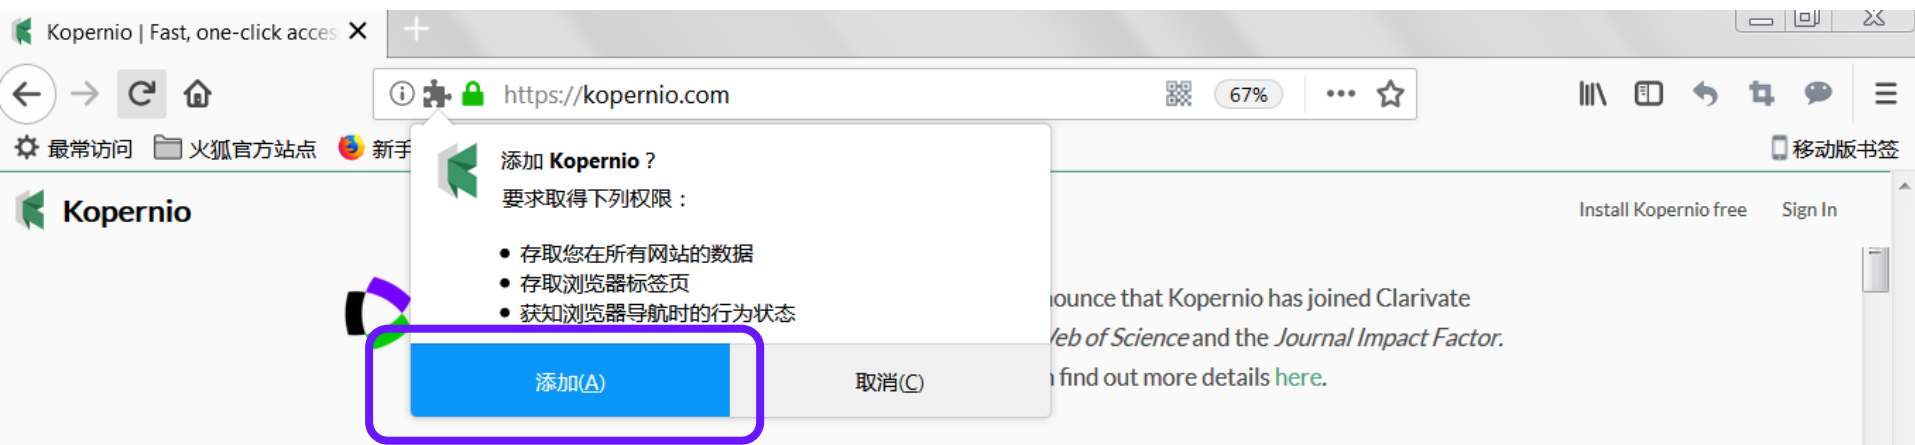 Kopernio | Fast, one-click acces
https://kopernio.com
67%
最常访问
火狐官方站点
新手
移动版书签
添加 Kopernio？
要求取得下列权限：
Kopernio
Install Kopernio free
Sign In
存取您在所有网站的数据
存取浏览器标签页
获知浏览器导航时的行为状态
ounce that Kopernio has joined Clarivate
Web of Science and the Journal Impact Factor.
find out more details here.
添加(A)
取消(C)